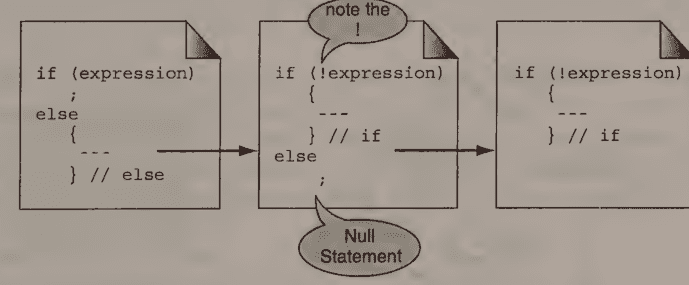 note the
!
if (expression)
;
else
{
---
} // else
if (!expression)
{
---
} // if
else
;
if (!expression)
{
---
} // if
Null
Statement